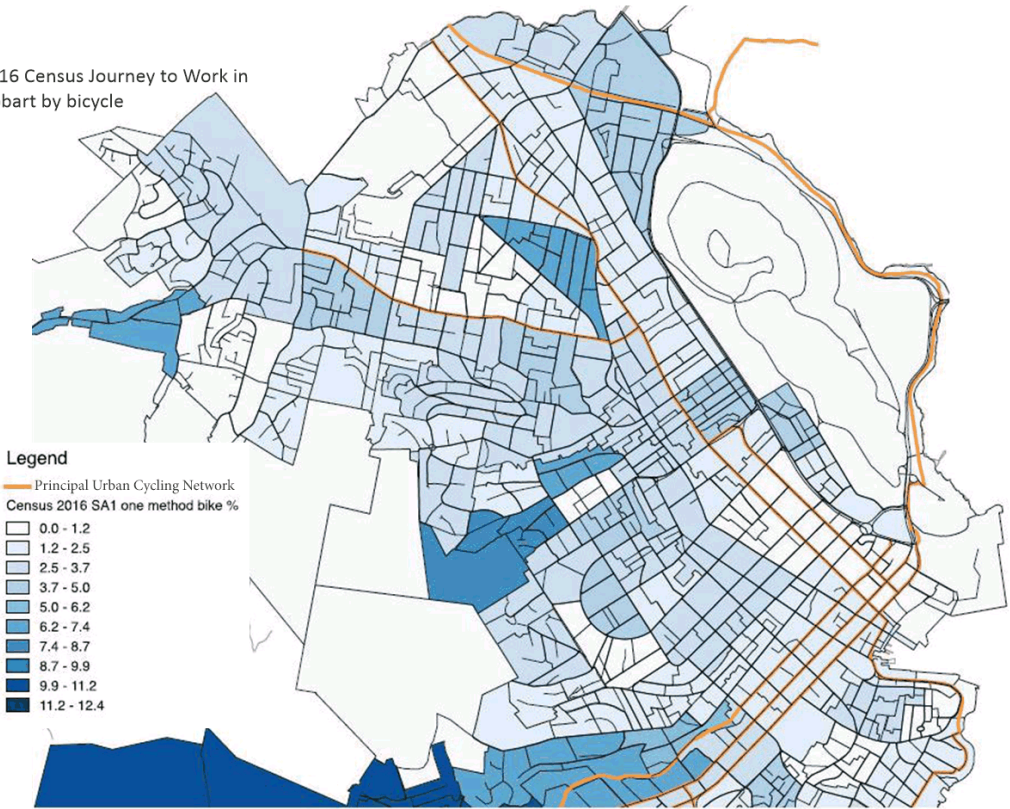 16 Census Journey to Work in
bart by bicycle
Legend
Principal Urban Cycling Network
Census 2016 SA1 one method bike %
0.0 - 1.2
1.2 - 2.5
2.5 - 3.7
3.7 - 5.0
5.0 - 6.2
6.2 - 7.4
7.4 - 8.7
8.7 - 9.9
9.9 - 11.2
11.2 - 12.4